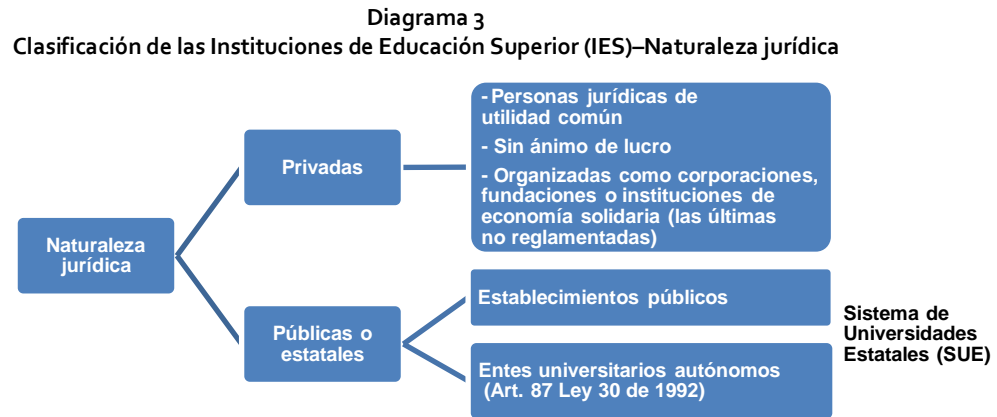 Diagrama 3
Clasificación de las Instituciones de Educación Superior (IES)–Naturaleza jurídica
Naturaleza
jurídica
Privadas
- Personas jurídicas de
utilidad común
- Sin ánimo de lucro
- Organizadas como corporaciones,
fundaciones o instituciones de
economía solidaria (las últimas
no reglamentadas)
Públicas o
estatales
Establecimientos públicos
Entes universitarios autónomos
(Art. 87 Ley 30 de 1992)
Sistema de
Universidades
Estatales (SUE)